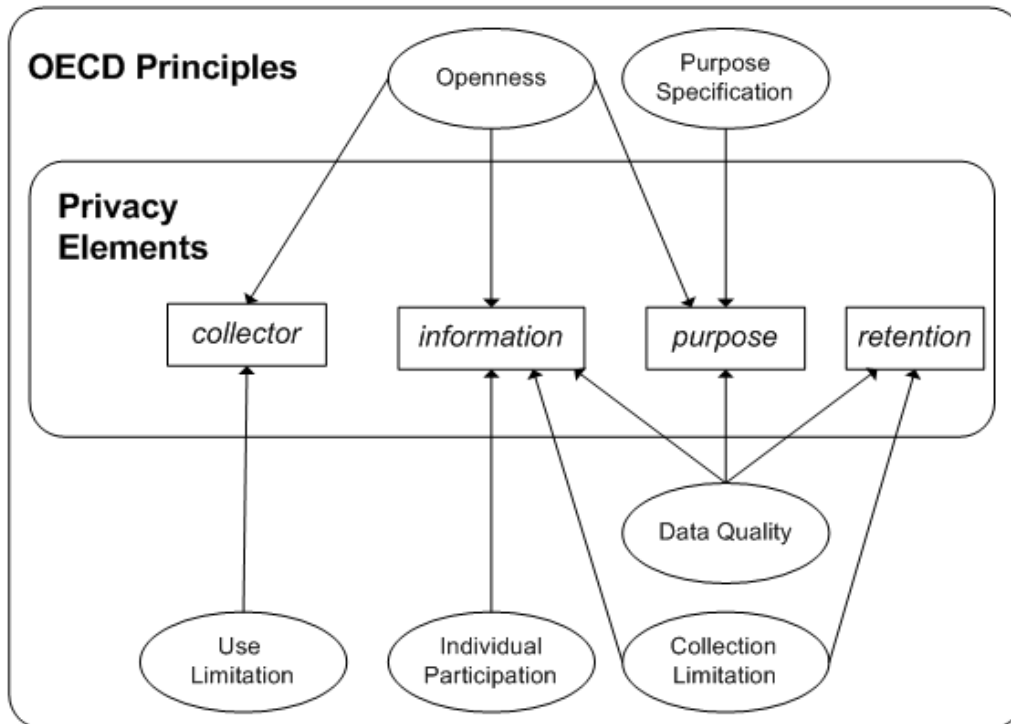 OECD Principles
Openness
Purpose
Specification
Privacy
Elements
collector
information
purpose
retention
Data Quality
Use
Limitation
Individual
Participation
Collection
Limitation